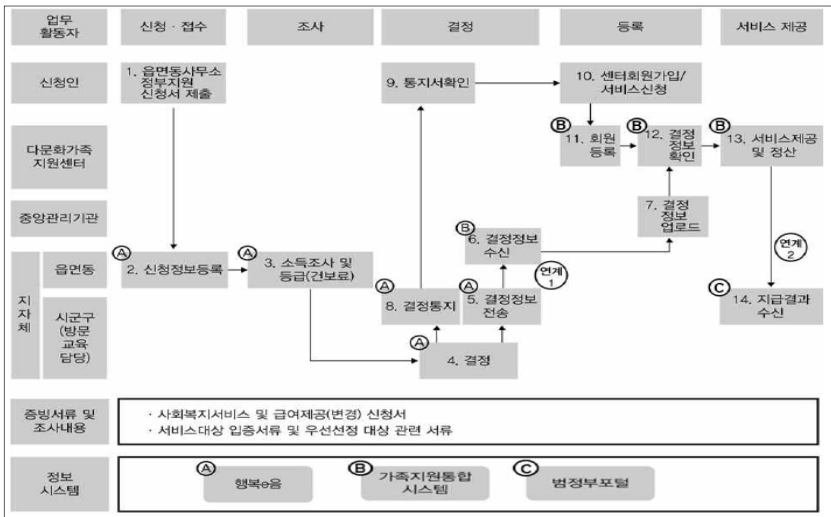 업무
활동자
신청 · 접수
조사
결정
등록
서비스 제공
신청인
1. 읍면동사무소
정부지원
신청서 제출
9. 통지서확인
10. 센터회원가입/
서비스신청
다문화가족
지원센터
B
11. 회원
등록
B
12. 결정
정보
확인
B
13. 서비스제공
및 정산
중앙관리기관
7. 결정
정보
업로드
B
6. 결정정보
수신
연계
1
연계
2
지
자
체
읍면동
A
2. 신청정보등록
A
3. 소득조사 및
등급(건보료)
시군구
(방문
교육
담당)
A
8. 결정통지
A
5. 결정정보
전송
C
14. 지급결과
수신
A
4. 결정
증빙서류 및
조사내용
· 사회복지서비스 및 급여제공(변경) 신청서
· 서비스대상 입증서류 및 우선선정 대상 관련 서류
정보
시스템
A
행복e음
B
가족지원통합
시스템
C
범정부포털